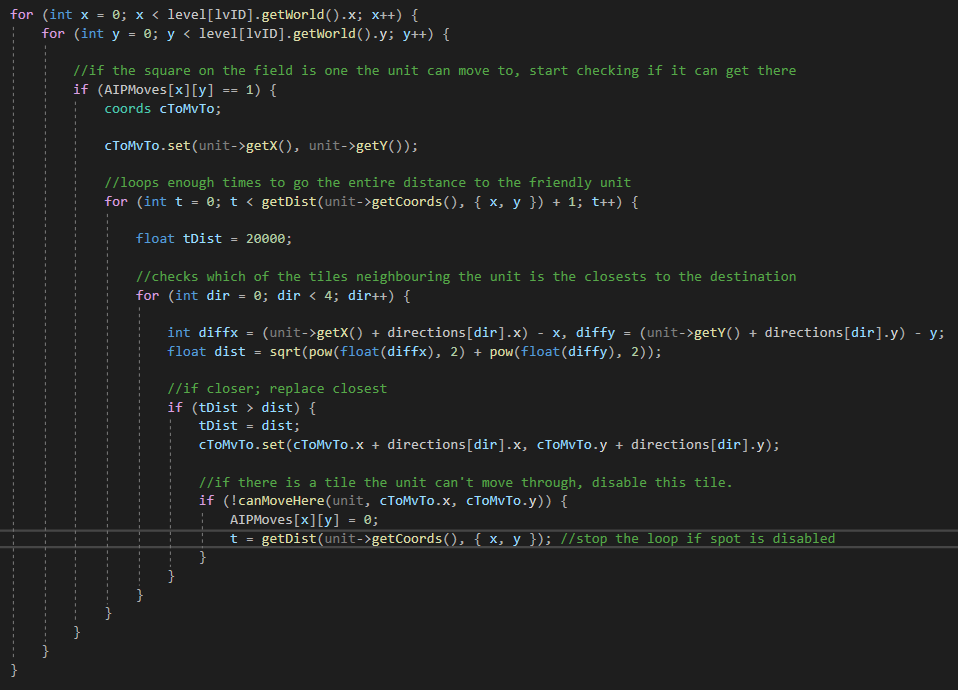 for (int x = 0; x < level[lvID].getWorld().x; x++) {
for (int y = 0; y < level[lvID].getWorld().y; y++) {
//if the square on the field is one the unit can move to, start checking if it can get there
if (AIPMoves[x][y] == 1) {
coords cToMvTo;
cToMvTo.set(unit->getX(), unit->getY());
//loops enough times to go the entire distance to the friendly unit
for (int t = 0; t < getDist(unit->getCoords(), { x, y }) + 1; t++) {
float tDist = 20000;
//checks which of the tiles neighbouring the unit is the closests to the destination
for (int dir = 0; dir < 4; dir++) {
int diffx = (unit->getX() + directions[dir].x) - x, diffy = (unit->getY() + directions[dir].y) - y;
float dist = sqrt(pow(float(diffx), 2) + pow(float(diffy), 2));
//if closer; replace closest
if (tDist > dist) {
tDist = dist;
cToMvTo.set(cToMvTo.x + directions[dir].x, cToMvTo.y + directions[dir].y);
//if there is a tile the unit can't move through, disable this tile.
if (!canMoveHere(unit, cToMvTo.x, cToMvTo.y)) {
AIPMoves[x][y] = 0;
t = getDist(unit->getCoords(), { x, y }); //stop the loop if spot is disabled
}
}
}
}
}
}
}